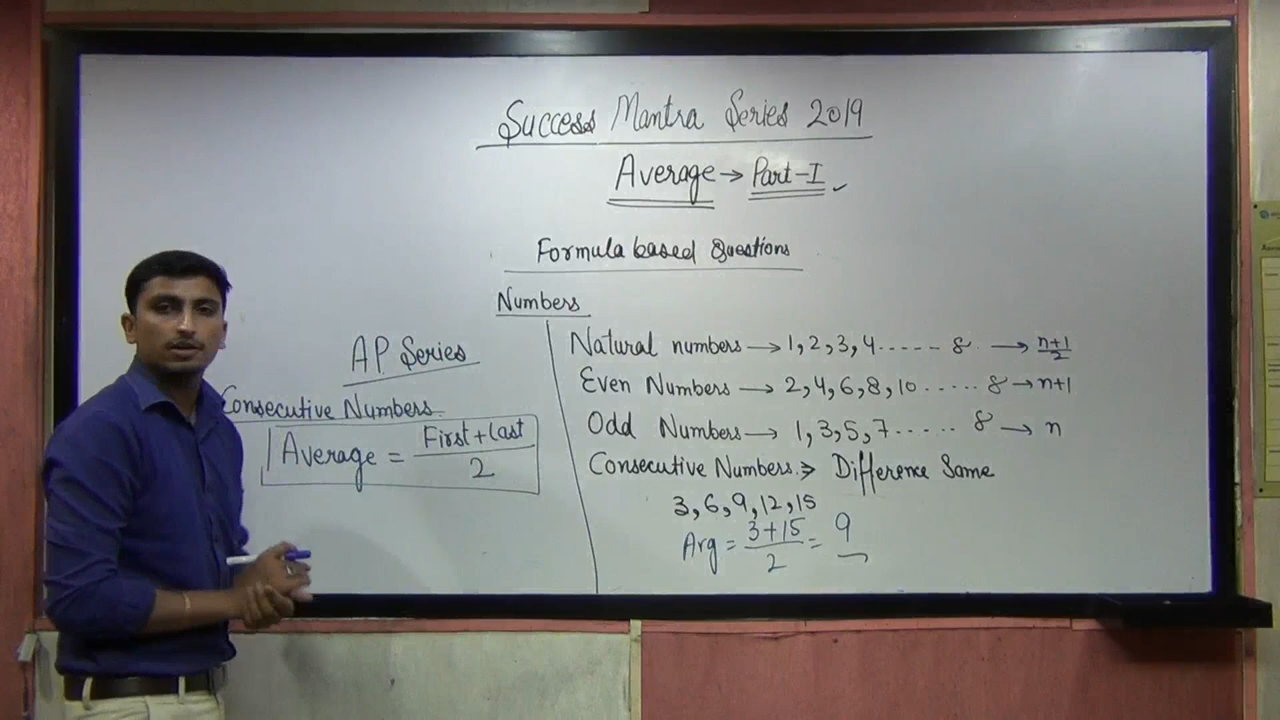 Success Mantra Series 2019
Average → Part-I ✓
Formula based Questions
Numbers
AP Series
Consecutive Numbers
Average = First + Last / 2
Natural numbers → 1, 2, 3, 4 ...... 8 → n+1/2
Even Numbers → 2, 4, 6, 8, 10 ...... 8 → n+1
Odd Numbers → 1, 3, 5, 7 ...... 8 → n
Consecutive Numbers ⇒ Difference Same
3, 6, 9, 12, 15
Avg = 3+15 / 2 = 9